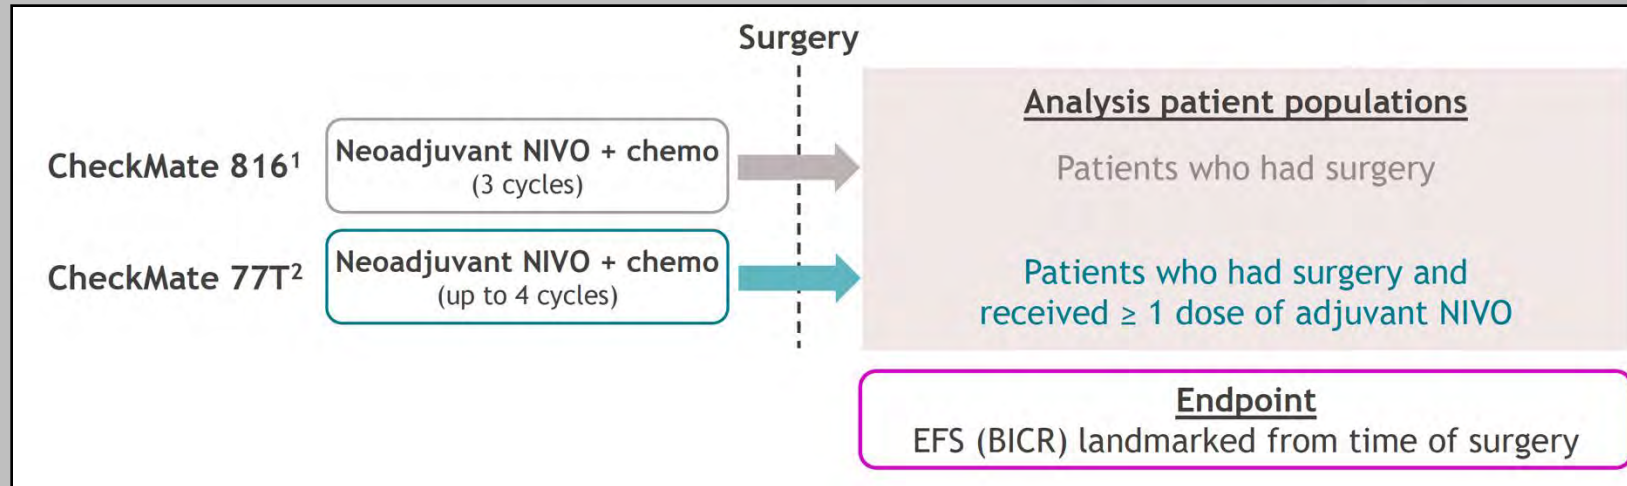 Surgery
Analysis patient populations
CheckMate 816¹
Neoadjuvant NIVO + chemo
(3 cycles)
Patients who had surgery
CheckMate 77T²
Neoadjuvant NIVO + chemo
(up to 4 cycles)
Patients who had surgery and
received ≥ 1 dose of adjuvant NIVO
Endpoint
EFS (BICR) landmarked from time of surgery